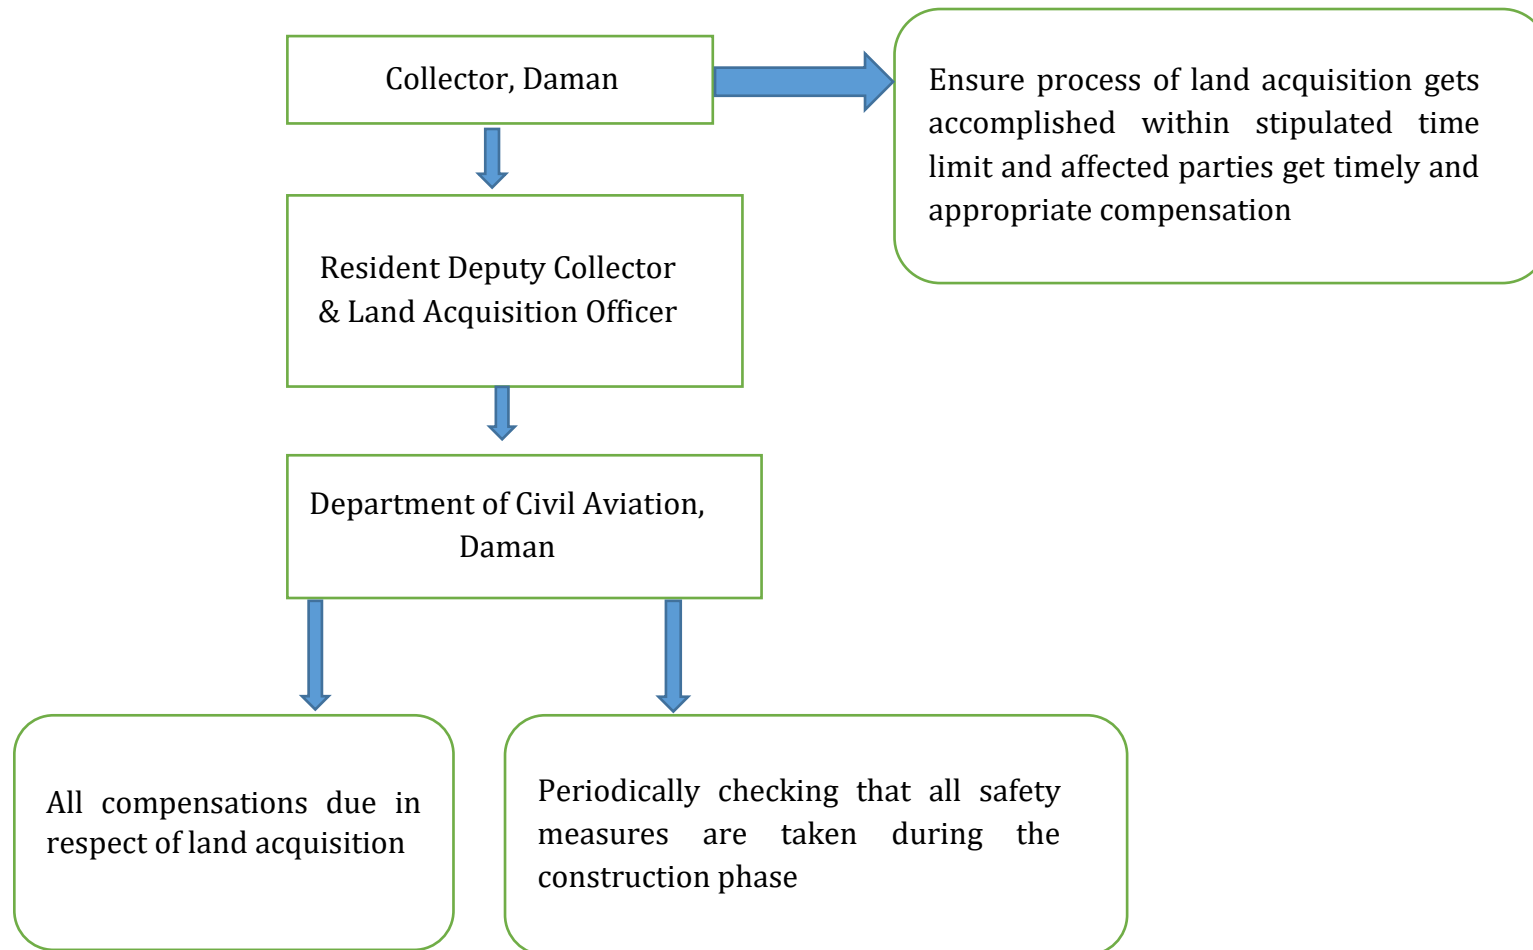 Collector, Daman
Ensure process of land acquisition gets
accomplished within stipulated time
limit and affected parties get timely and
appropriate compensation
Resident Deputy Collector
& Land Acquisition Officer
Department of Civil Aviation,
Daman
All compensations due in
respect of land acquisition
Periodically checking that all safety
measures are taken during the
construction phase